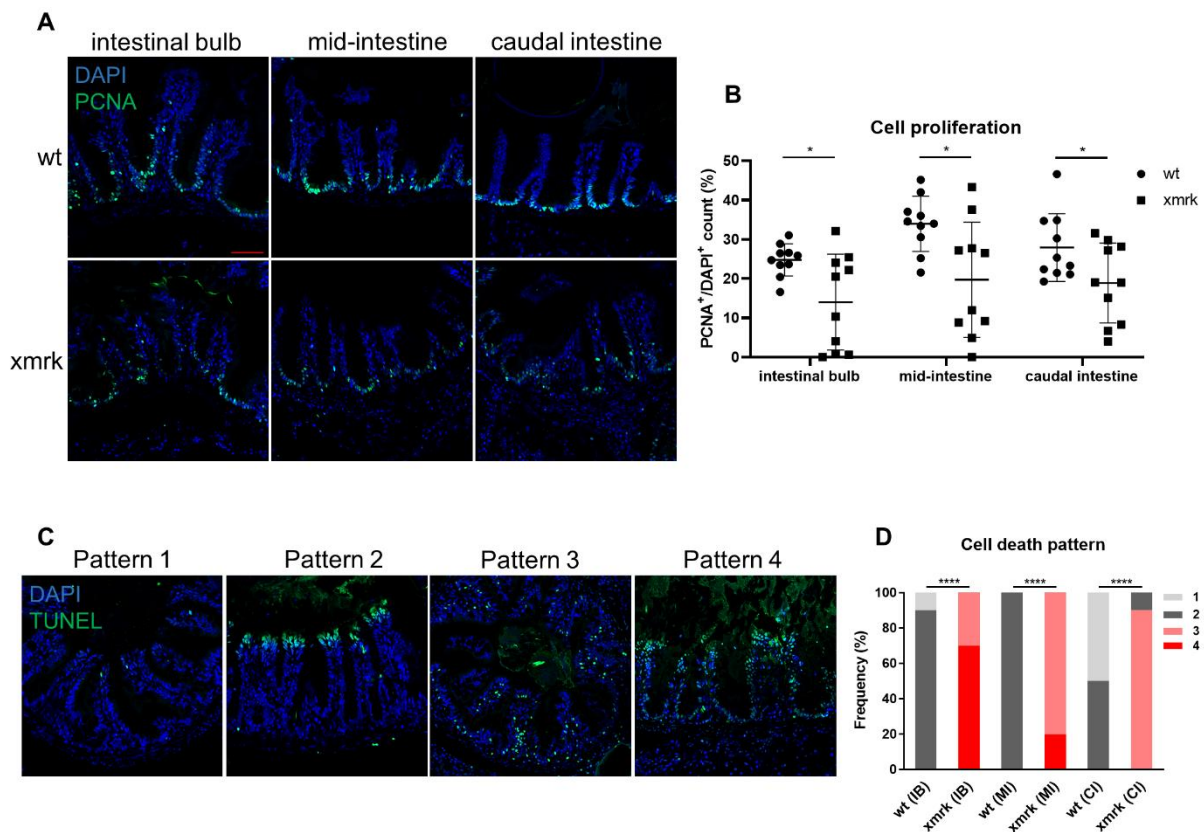 A
intestinal bulb mid-intestine caudal intestine
DAPI
PCNA
wt
xmrk
B
Cell proliferation
* * *
PCNA+/DAPI+ count (%)
50
40
30
20
10
0
intestinal bulb mid-intestine caudal intestine
wt
xmrk
C
Pattern 1 Pattern 2 Pattern 3 Pattern 4
DAPI
TUNEL
D
Cell death pattern
**** **** ****
Frequency (%)
100
80
60
40
20
0
wt (IB) xmrk (IB) wt (MI) xmrk (MI) wt (CI) xmrk (CI)
1
2
3
4